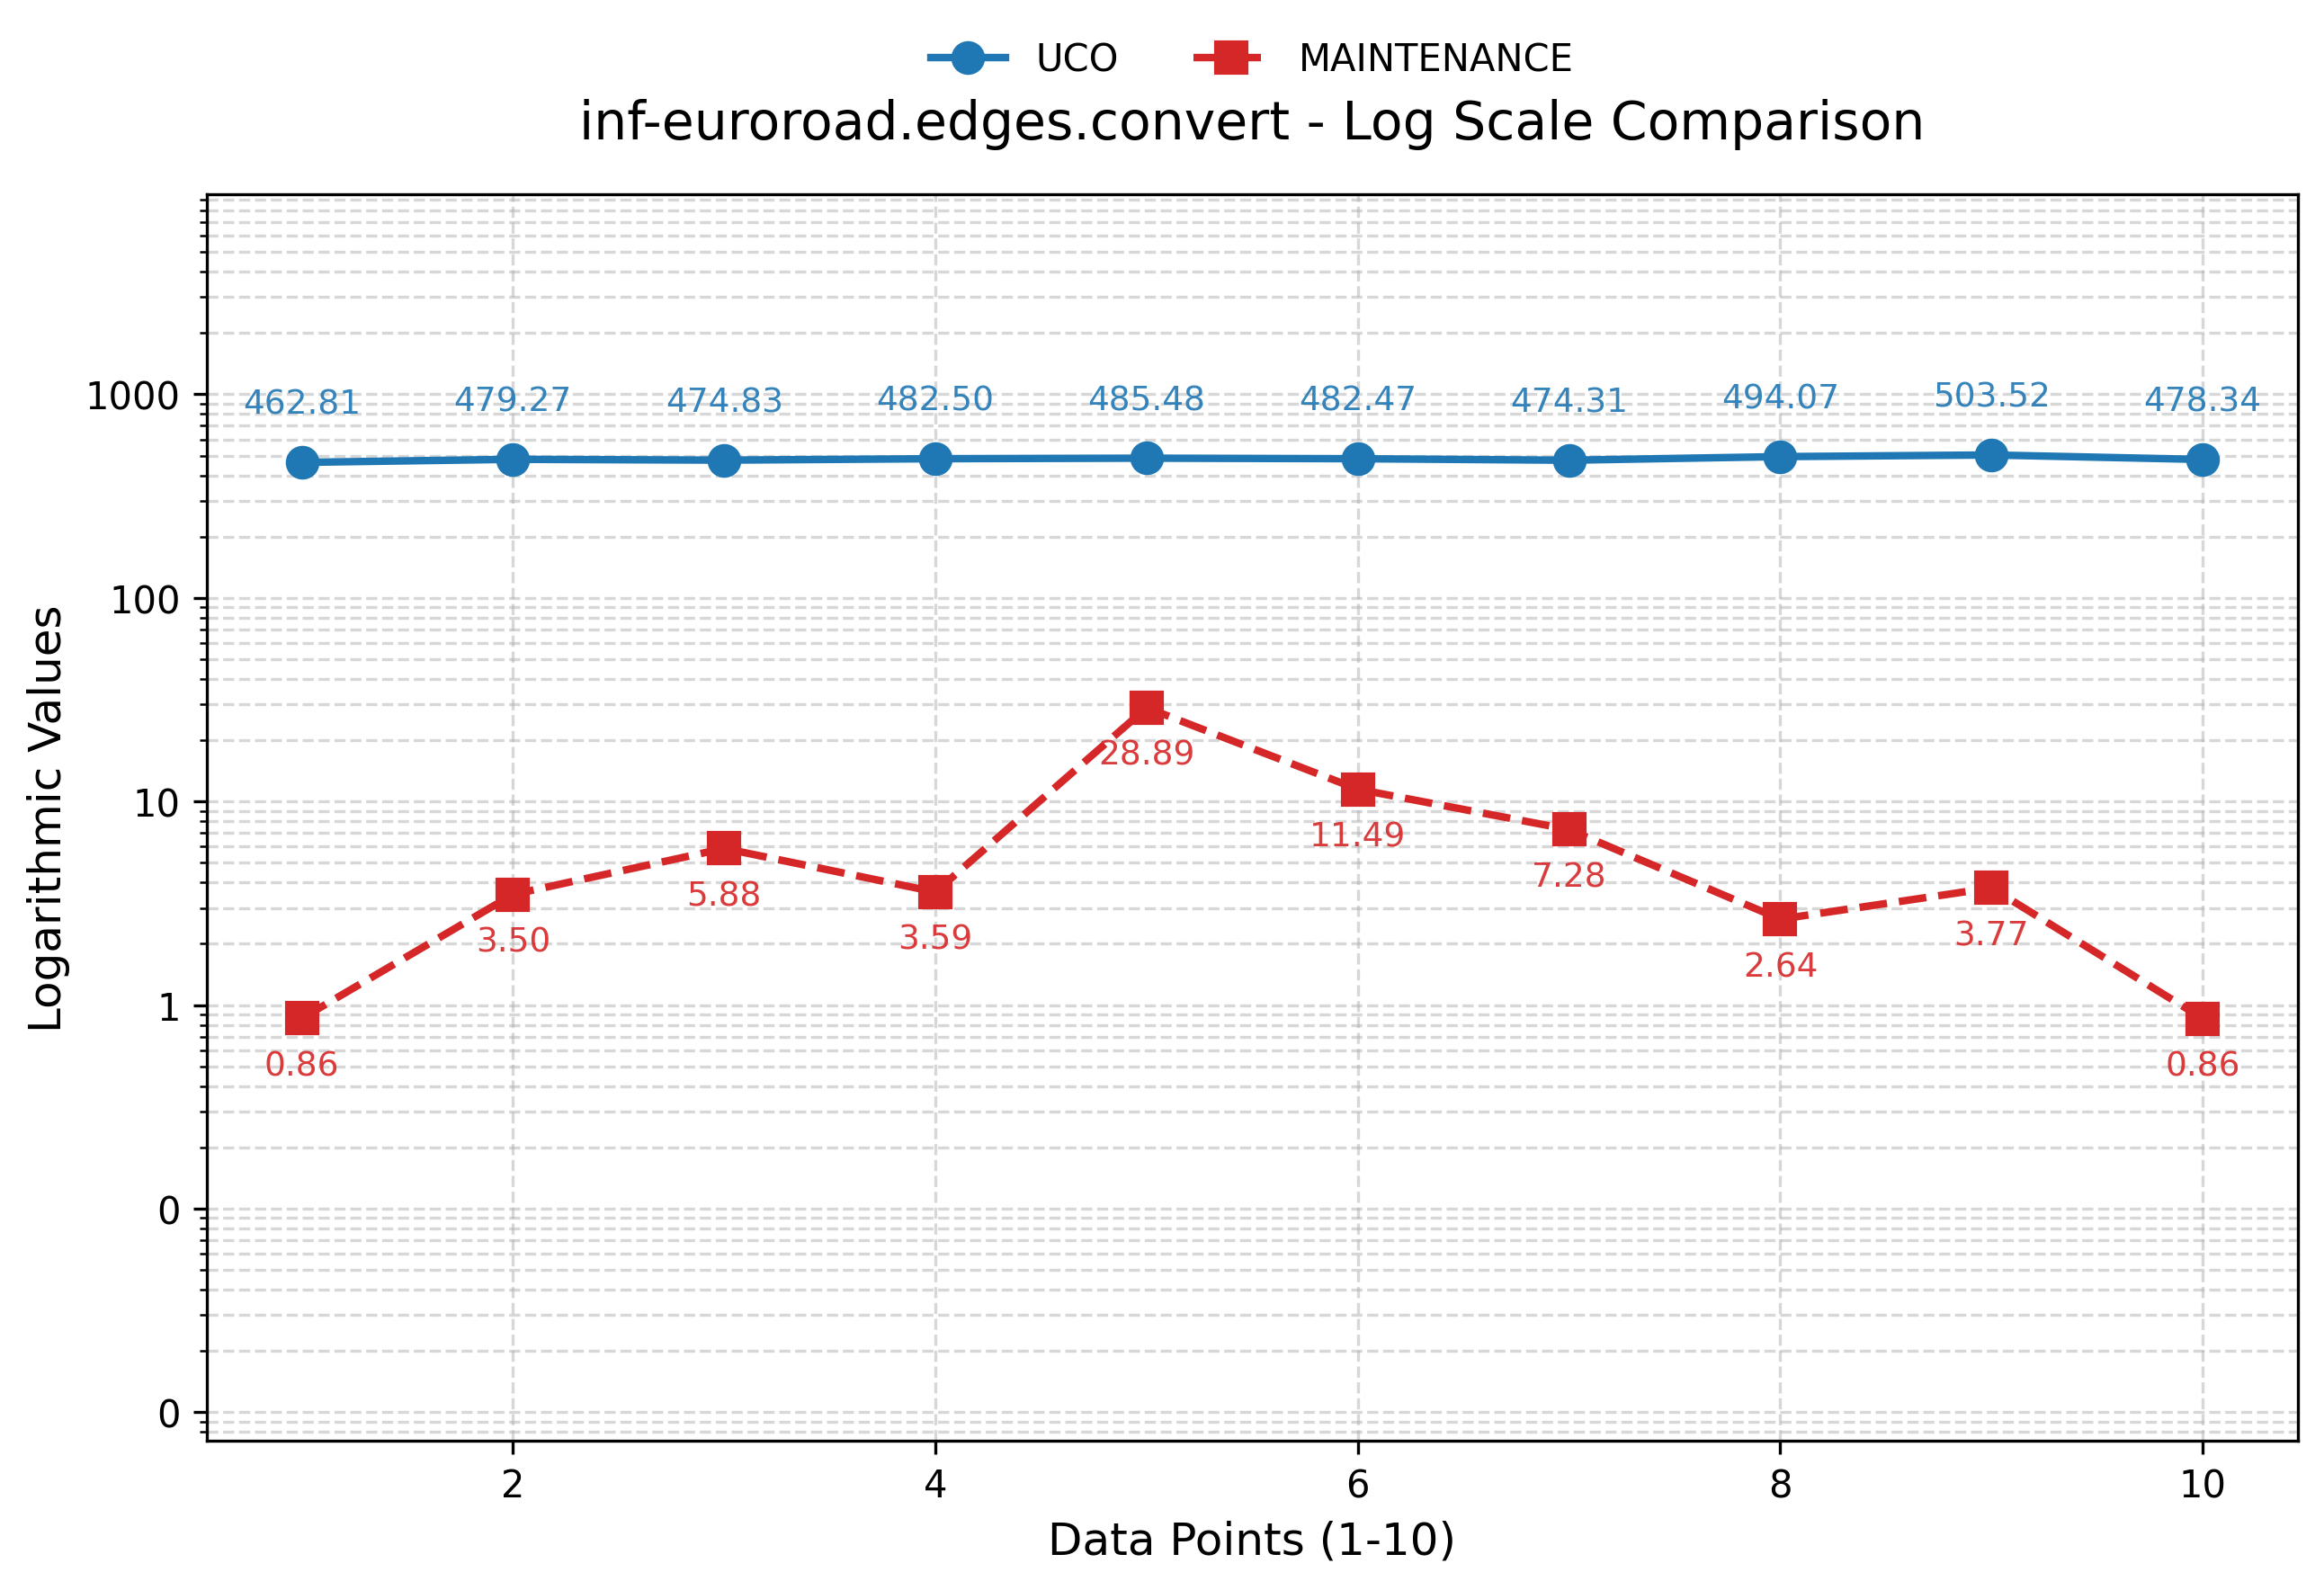 UCO MAINTENANCE
inf-euroroad.edges.convert - Log Scale Comparison
Logarithmic Values
1000
100
10
1
0
0
462.81 479.27 474.83 482.50 485.48 482.47 474.31 494.07 503.52 478.34
0.86 3.50 5.88 3.59 28.89 11.49 7.28 2.64 3.77 0.86
2 4 6 8 10
Data Points (1-10)